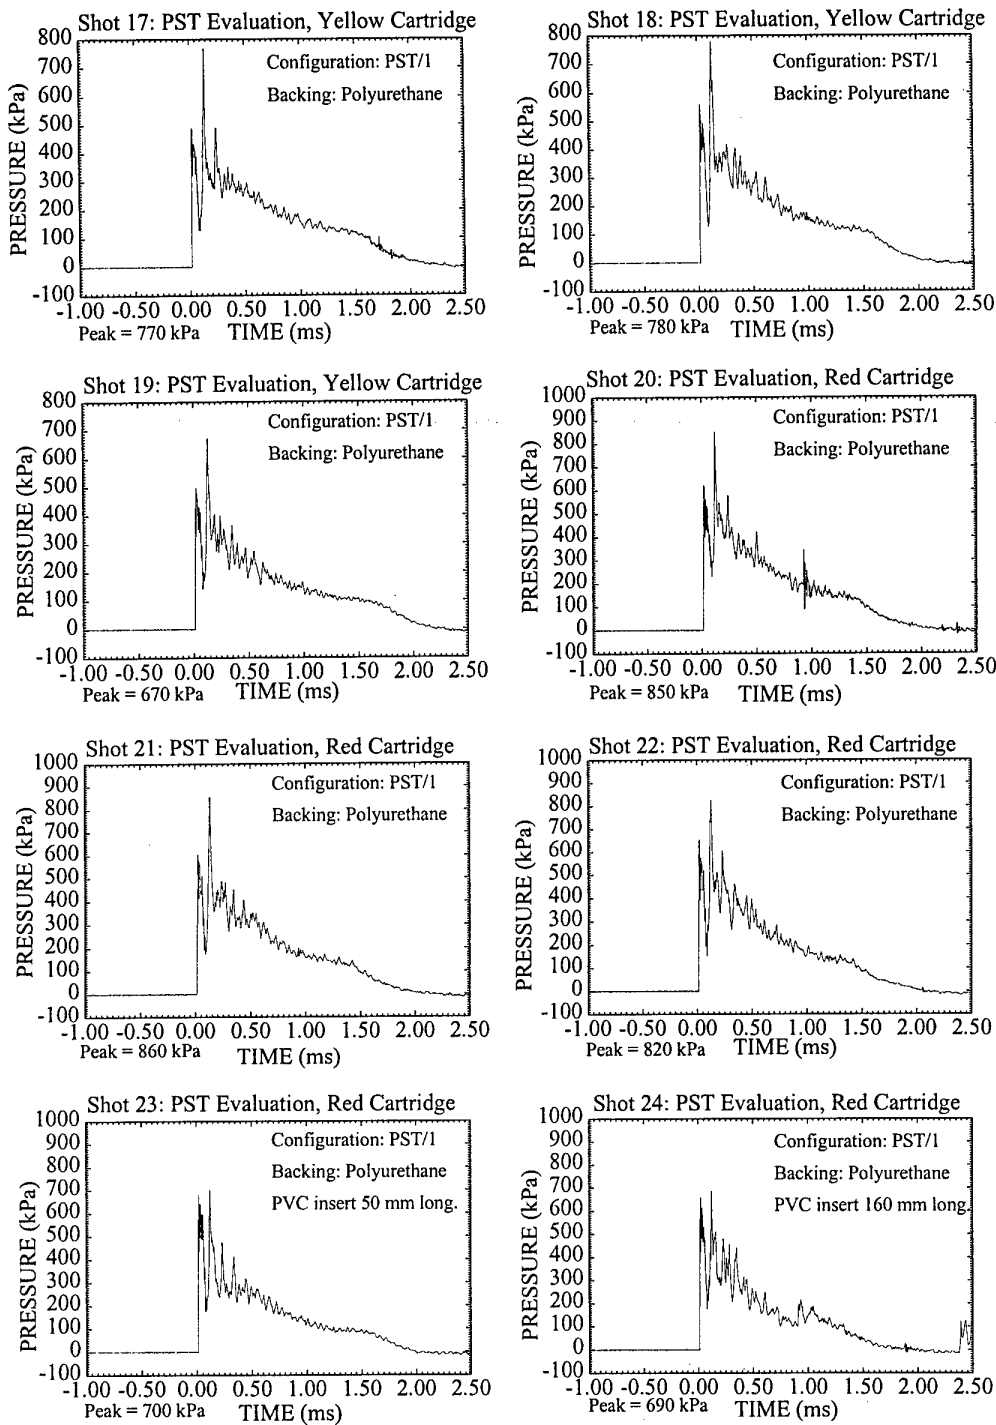 Shot 17: PST Evaluation, Yellow Cartridge
800
700
600
500
400
300
200
100
0
-100
PRESSURE (kPa)
Configuration: PST/1
Backing: Polyurethane
-1.00 -0.50 0.00 0.50 1.00 1.50 2.00 2.50
Peak = 770 kPa TIME (ms)
Shot 18: PST Evaluation, Yellow Cartridge
800
700
600
500
400
300
200
100
0
-100
PRESSURE (kPa)
Configuration: PST/1
Backing: Polyurethane
-1.00 -0.50 0.00 0.50 1.00 1.50 2.00 2.50
Peak = 780 kPa TIME (ms)
Shot 19: PST Evaluation, Yellow Cartridge
800
700
600
500
400
300
200
100
0
-100
PRESSURE (kPa)
Configuration: PST/1
Backing: Polyurethane
-1.00 -0.50 0.00 0.50 1.00 1.50 2.00 2.50
Peak = 670 kPa TIME (ms)
Shot 20: PST Evaluation, Red Cartridge
1000
900
800
700
600
500
400
300
200
100
0
-100
PRESSURE (kPa)
Configuration: PST/1
Backing: Polyurethane
-1.00 -0.50 0.00 0.50 1.00 1.50 2.00 2.50
Peak = 850 kPa TIME (ms)
Shot 21: PST Evaluation, Red Cartridge
1000
900
800
700
600
500
400
300
200
100
0
-100
PRESSURE (kPa)
Configuration: PST/1
Backing: Polyurethane
-1.00 -0.50 0.00 0.50 1.00 1.50 2.00 2.50
Peak = 860 kPa TIME (ms)
Shot 22: PST Evaluation, Red Cartridge
1000
900
800
700
600
500
400
300
200
100
0
-100
PRESSURE (kPa)
Configuration: PST/1
Backing: Polyurethane
-1.00 -0.50 0.00 0.50 1.00 1.50 2.00 2.50
Peak = 820 kPa TIME (ms)
Shot 23: PST Evaluation, Red Cartridge
1000
900
800
700
600
500
400
300
200
100
0
-100
PRESSURE (kPa)
Configuration: PST/1
Backing: Polyurethane
PVC insert 50 mm long.
-1.00 -0.50 0.00 0.50 1.00 1.50 2.00 2.50
Peak = 700 kPa TIME (ms)
Shot 24: PST Evaluation, Red Cartridge
1000
900
800
700
600
500
400
300
200
100
0
-100
PRESSURE (kPa)
Configuration: PST/1
Backing: Polyurethane
PVC insert 160 mm long.
-1.00 -0.50 0.00 0.50 1.00 1.50 2.00 2.50
Peak = 690 kPa TIME (ms)